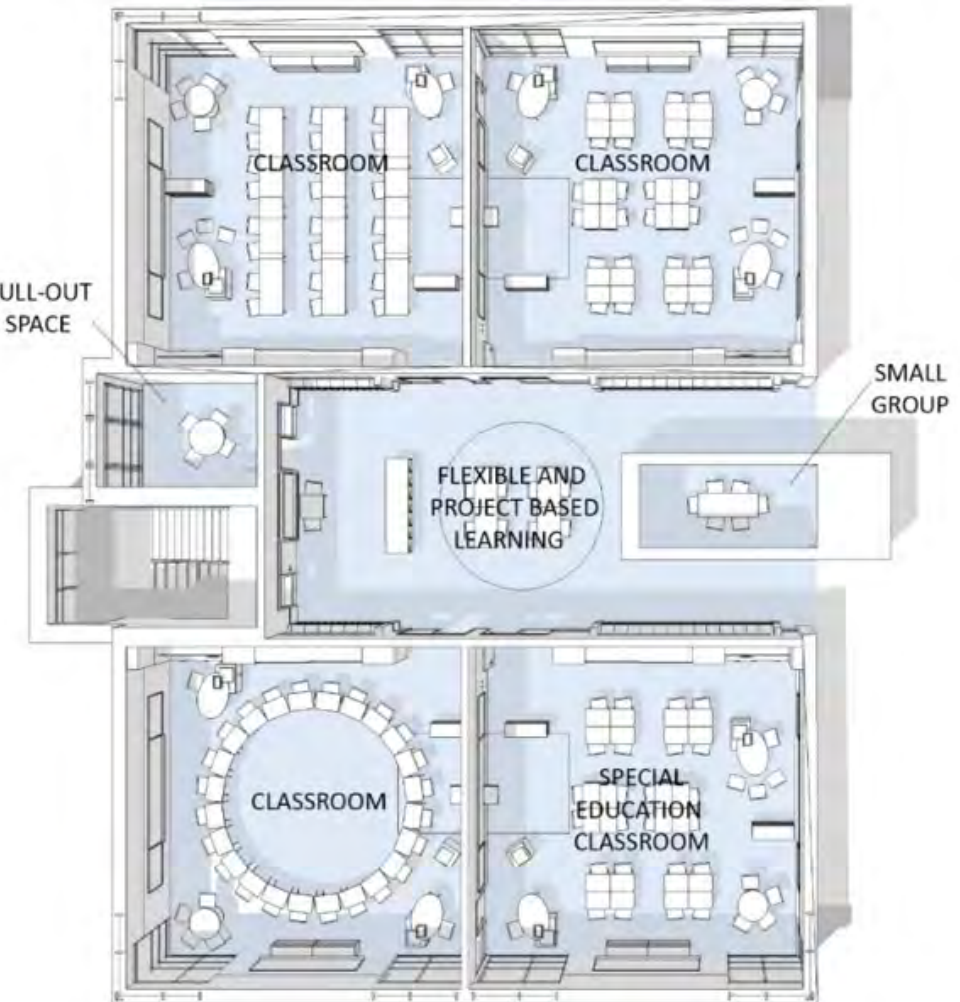 CLASSROOM
CLASSROOM
ULL-OUT
SPACE
SMALL
GROUP
FLEXIBLE AND
PROJECT BASED
LEARNING
CLASSROOM
SPECIAL
EDUCATION
CLASSROOM